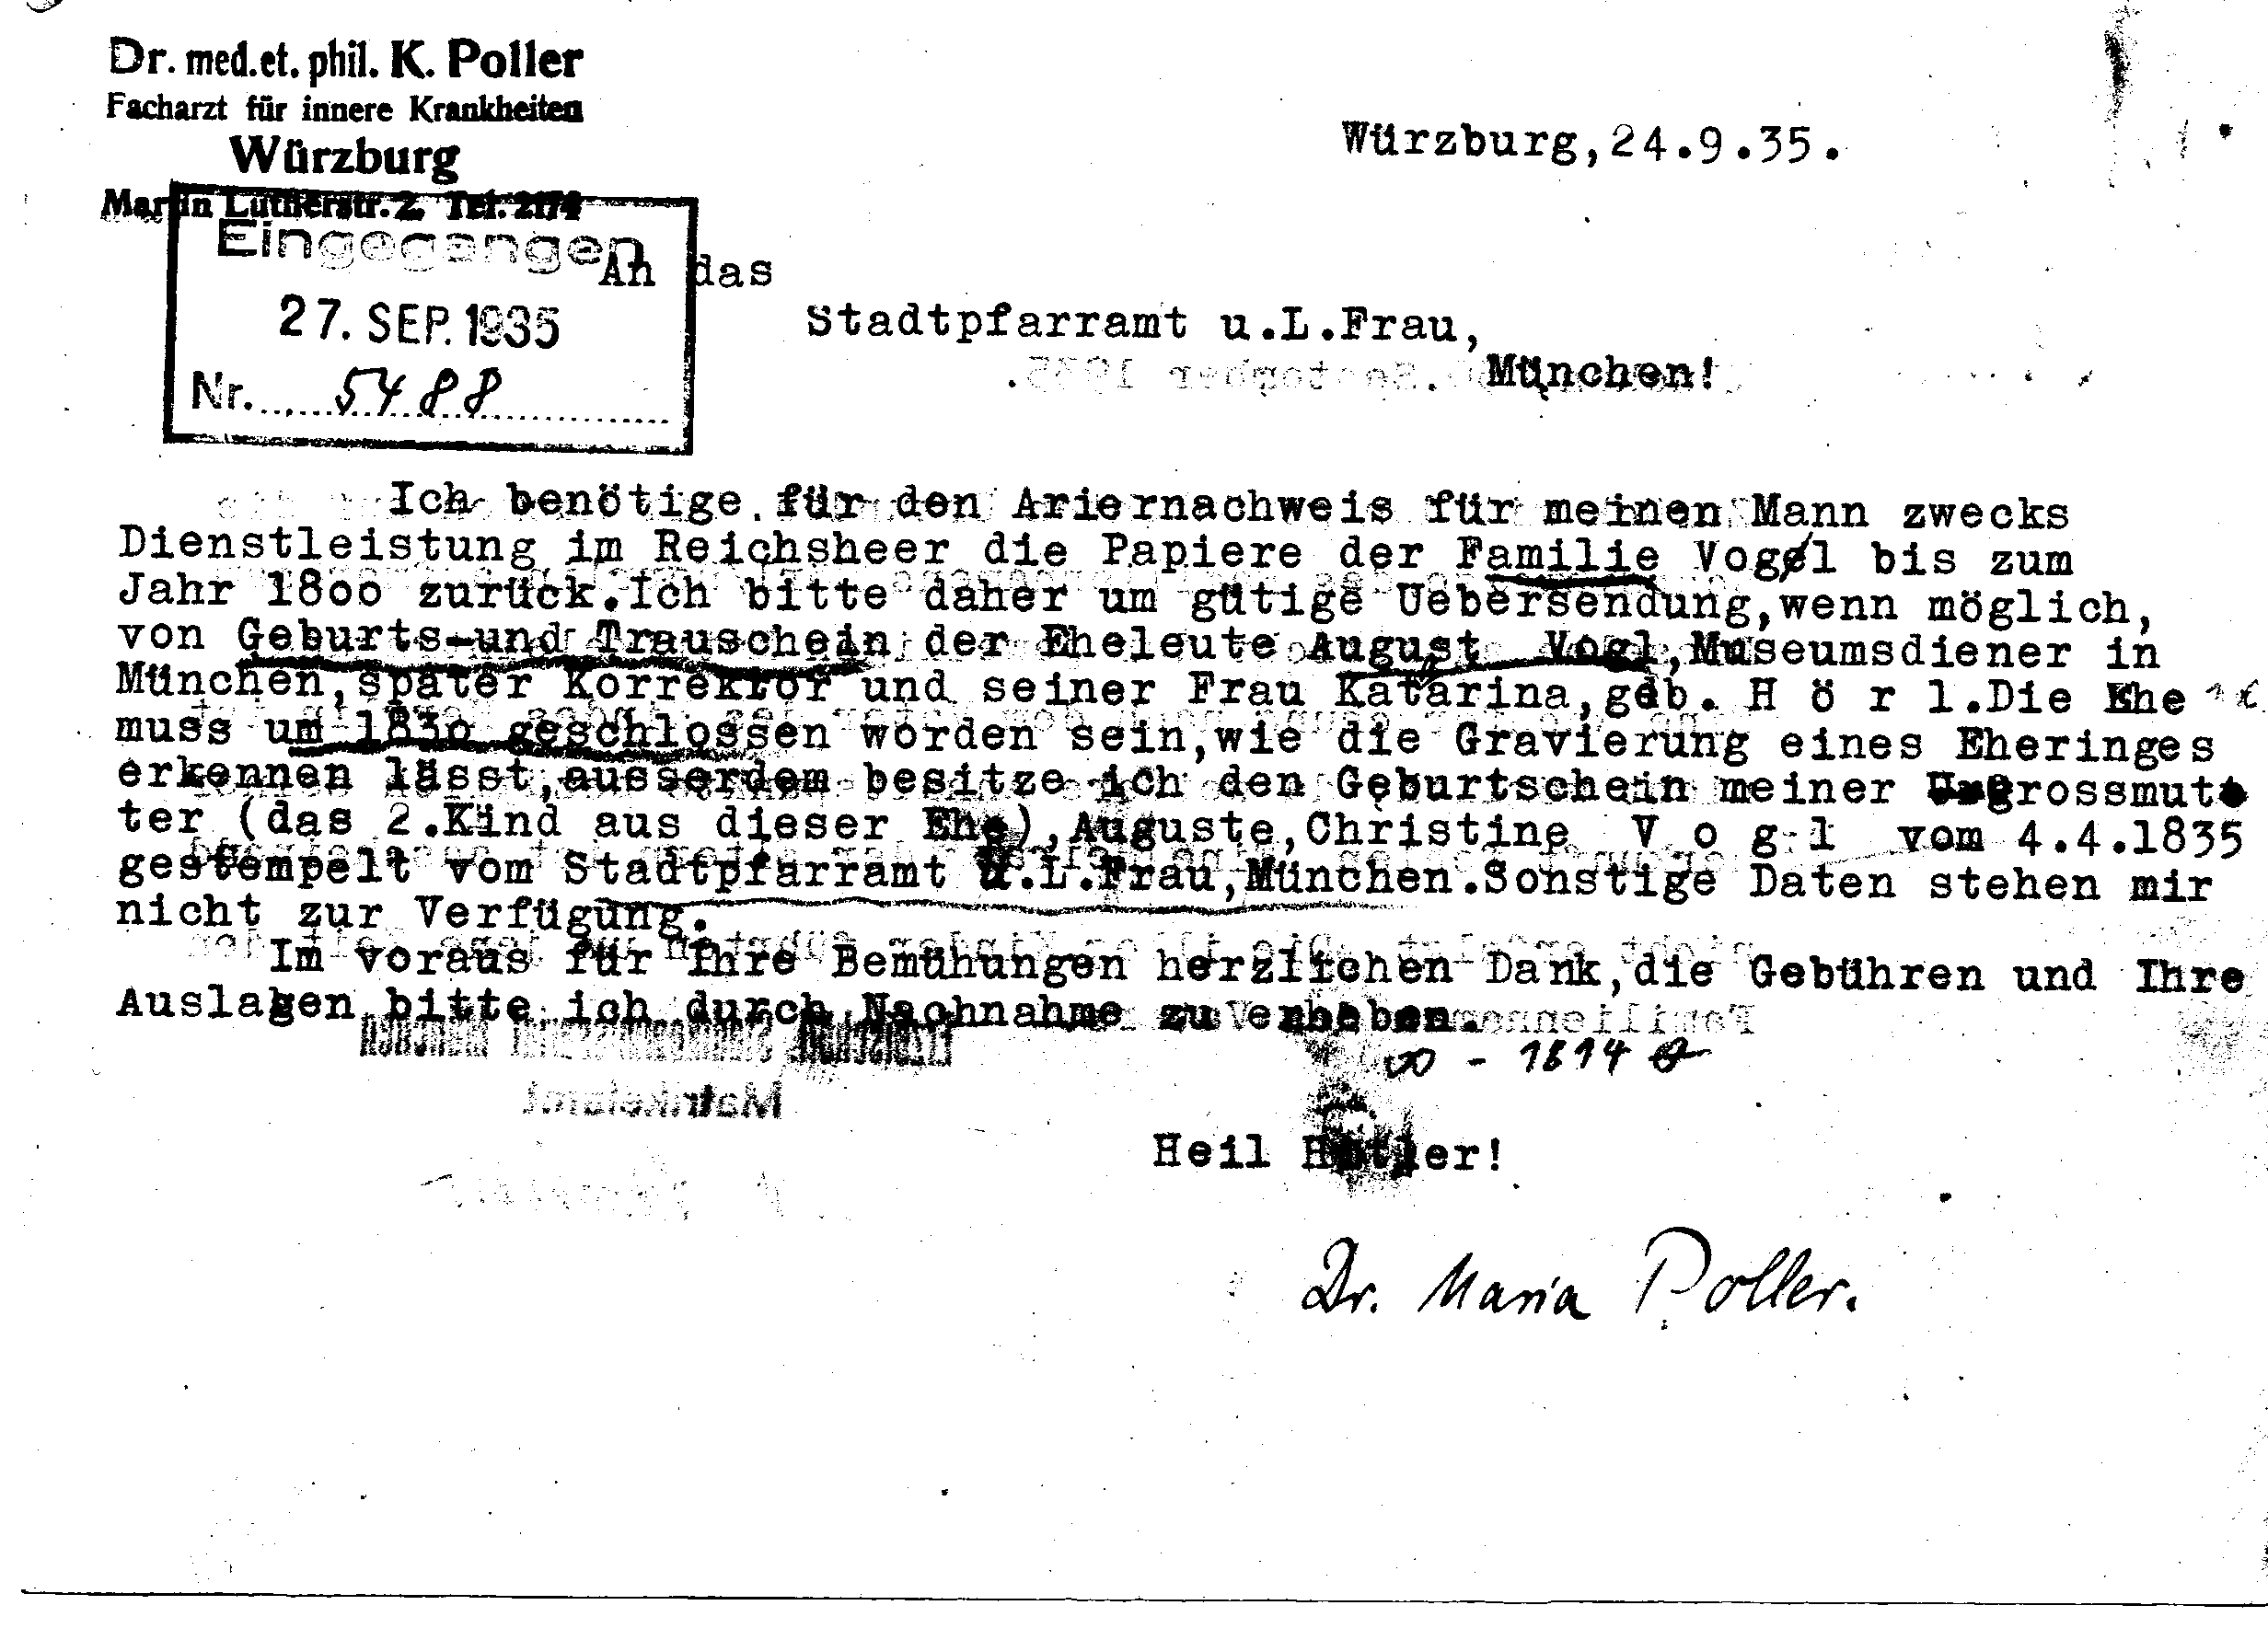 Dr. med.et. phil. K. Poller
Facharzt für innere Krankheiten
Würzburg
Martin Lutherstr. 2. Tel. 2174
Würzburg,24.9.35.
Eingegangen
27. SEP. 1935
Nr. 5488
An das
Stadtpfarramt u.L.Frau,
München!
Ich benötige für den Ariernachweis für meinen Mann zwecks
Dienstleistung im Reichsheer die Papiere der Familie Vogel bis zum
Jahr 18oo zurück.Ich bitte daher um gütige Uebersendung,wenn möglich,
von Geburts-und Trauschein der Eheleute August Vogl,Museumsdiener in
München,später Korrektor und seiner Frau Katarina,geb. H ö r l.Die Ehe
muss um 183o geschlossen worden sein,wie die Gravierung eines Eheringes
erkennen lässt,ausserdem besitze ich den Geburtschein meiner Urgrossmut
ter (das 2.Kind aus dieser Ehe),Auguste,Christine V o g l vom 4.4.1835
gestempelt vom Stadtpfarramt U.L.Frau,München.Sonstige Daten stehen mir
nicht zur Verfügung.
Im voraus für Ihre Bemühungen herzlichen Dank,die Gebühren und Ihre
Auslagen bitte ich durch Nachnahme zu erheben.
∞ - 1814
Heil Hitler!
Dr. Maria Poller.
Matrikelamt